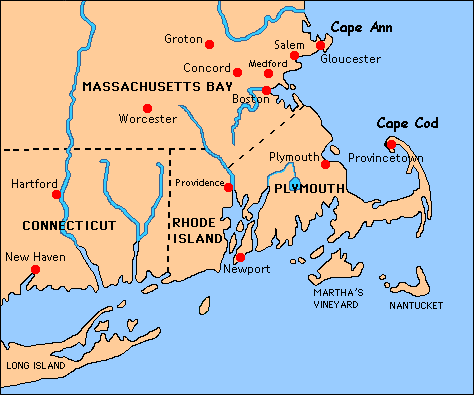 Cape Ann
Groton
Salem
Gloucester
Concord
Medford
MASSACHUSETTS BAY
Boston
Worcester
Cape Cod
Plymouth
Provincetown
Hartford
Providence
PLYMOUTH
CONNECTICUT
RHODE
ISLAND
New Haven
Newport
MARTHA'S
VINEYARD
NANTUCKET
LONG ISLAND